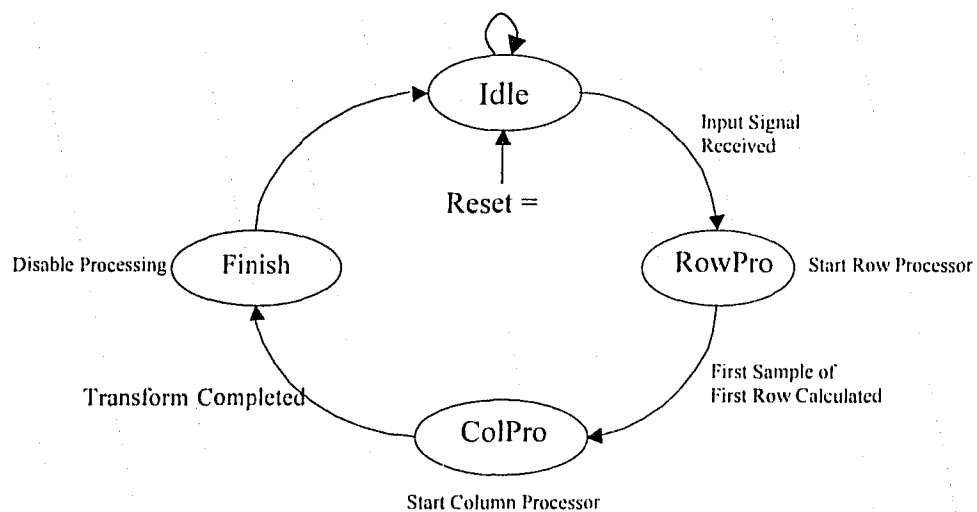 Idle
Input Signal
Received
Reset =
Disable Processing
Finish
RowPro
Start Row Processor
First Sample of
First Row Calculated
Transform Completed
ColPro
Start Column Processor